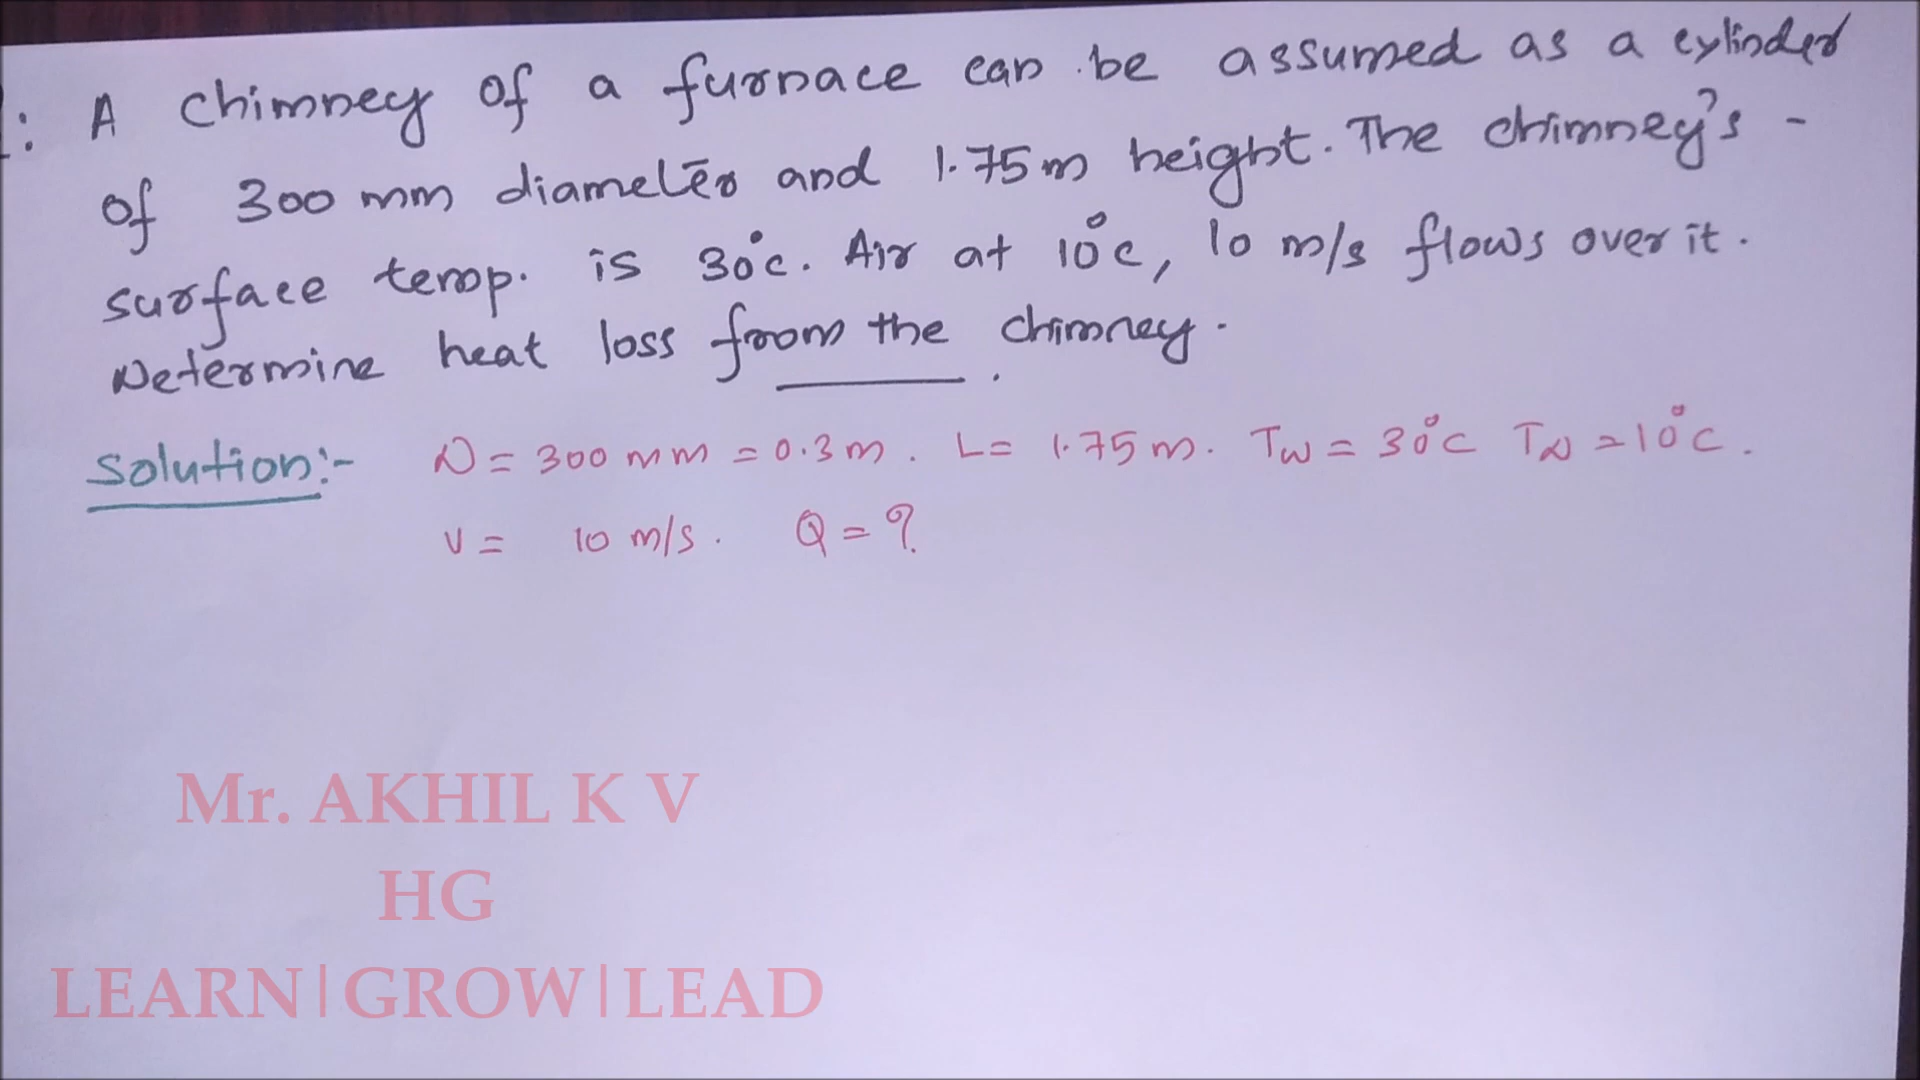 : A chimney of a furnace can be assumed as a cylinder
of 300 mm diameter and 1.75 m height. The chimney's -
surface temp. is 30°C. Air at 10°C, 10 m/s flows over it.
Determine heat loss from the chimney.
Solution:- D = 300 mm = 0.3 m. L = 1.75 m. Tw = 30°C T∞ = 10°C.
V = 10 m/s. Q = ?
Mr. AKHIL K V
HG
LEARN|GROW|LEAD